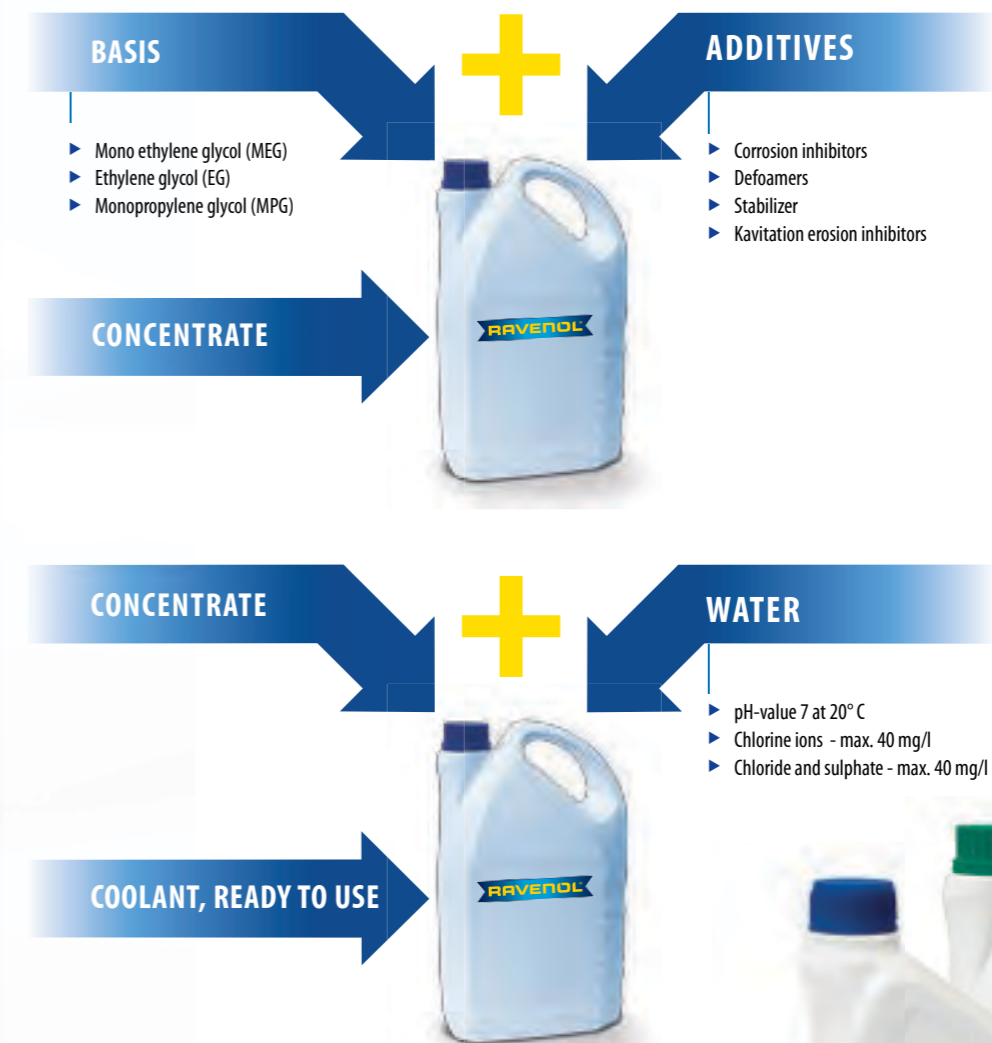 BASIS
ADDITIVES
Mono ethylene glycol (MEG)
Ethylene glycol (EG)
Monopropylene glycol (MPG)
Corrosion inhibitors
Defoamers
Stabilizer
Kavitation erosion inhibitors
CONCENTRATE
RAVENOL
CONCENTRATE
WATER
pH-value 7 at 20° C
Chlorine ions - max. 40 mg/l
Chloride and sulphate - max. 40 mg/l
COOLANT, READY TO USE
RAVENOL